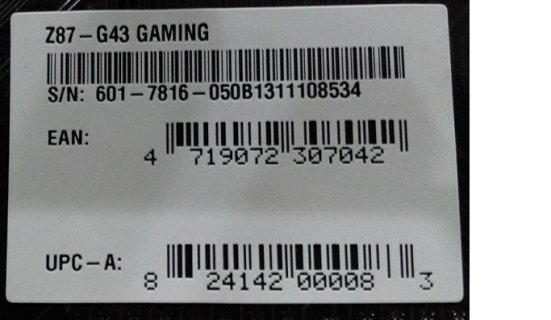 Z87-G43 GAMING
S/N: 601-7816-050B1311108534
EAN:
4 719072 307042
UPC-A:
8 24142 00008 3